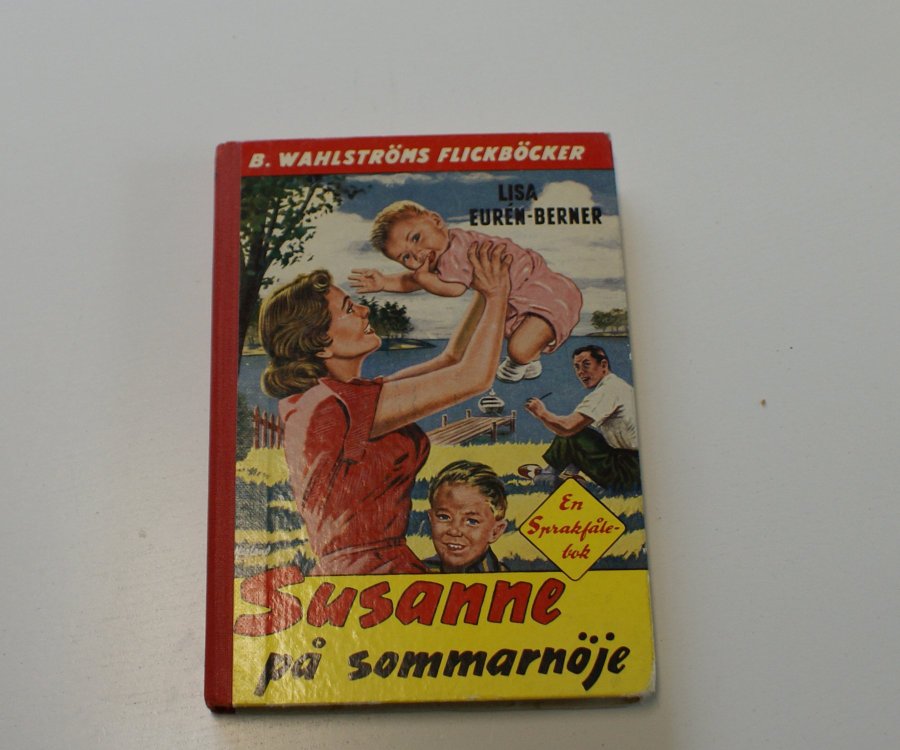 B. WAHLSTRÖMS FLICKBÖCKER
LISA
EURÉN-BERNER
En
Sprakfåle-
bok
Susanne
på sommarnöje